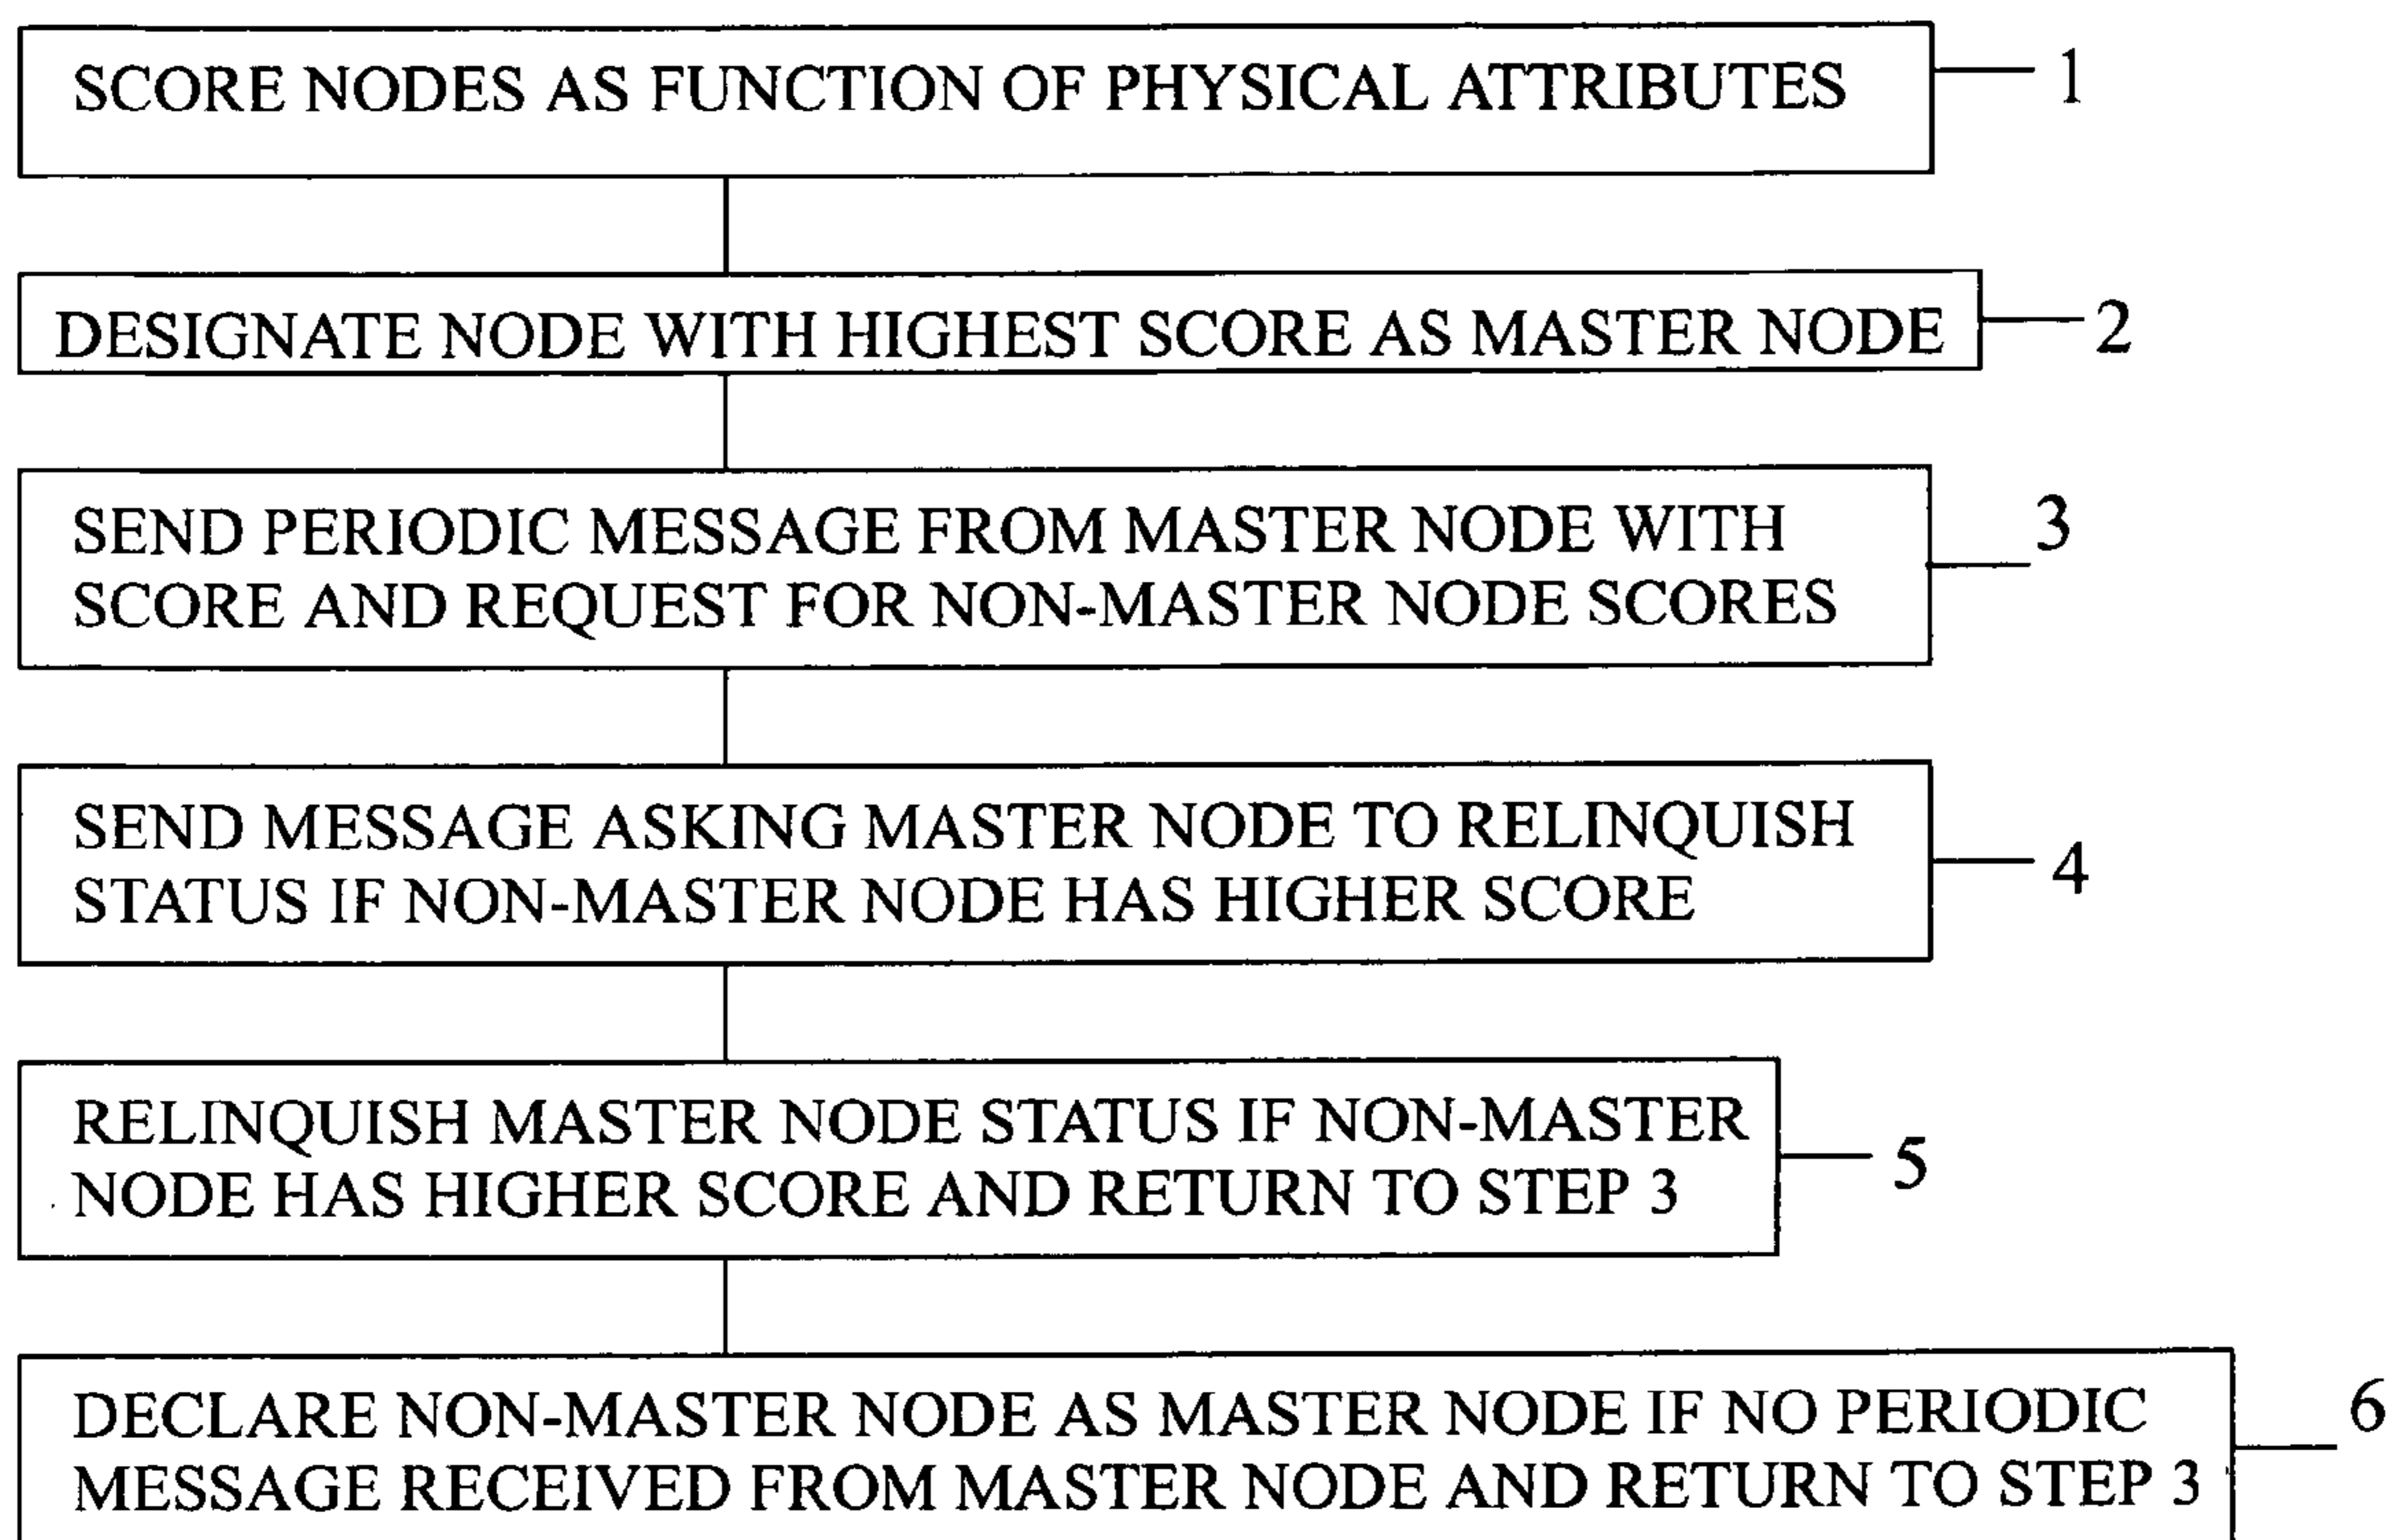 SCORE NODES AS FUNCTION OF PHYSICAL ATTRIBUTES
1
DESIGNATE NODE WITH HIGHEST SCORE AS MASTER NODE
2
SEND PERIODIC MESSAGE FROM MASTER NODE WITH
SCORE AND REQUEST FOR NON-MASTER NODE SCORES
3
SEND MESSAGE ASKING MASTER NODE TO RELINQUISH
STATUS IF NON-MASTER NODE HAS HIGHER SCORE
4
RELINQUISH MASTER NODE STATUS IF NON-MASTER
NODE HAS HIGHER SCORE AND RETURN TO STEP 3
5
DECLARE NON-MASTER NODE AS MASTER NODE IF NO PERIODIC
MESSAGE RECEIVED FROM MASTER NODE AND RETURN TO STEP 3
6